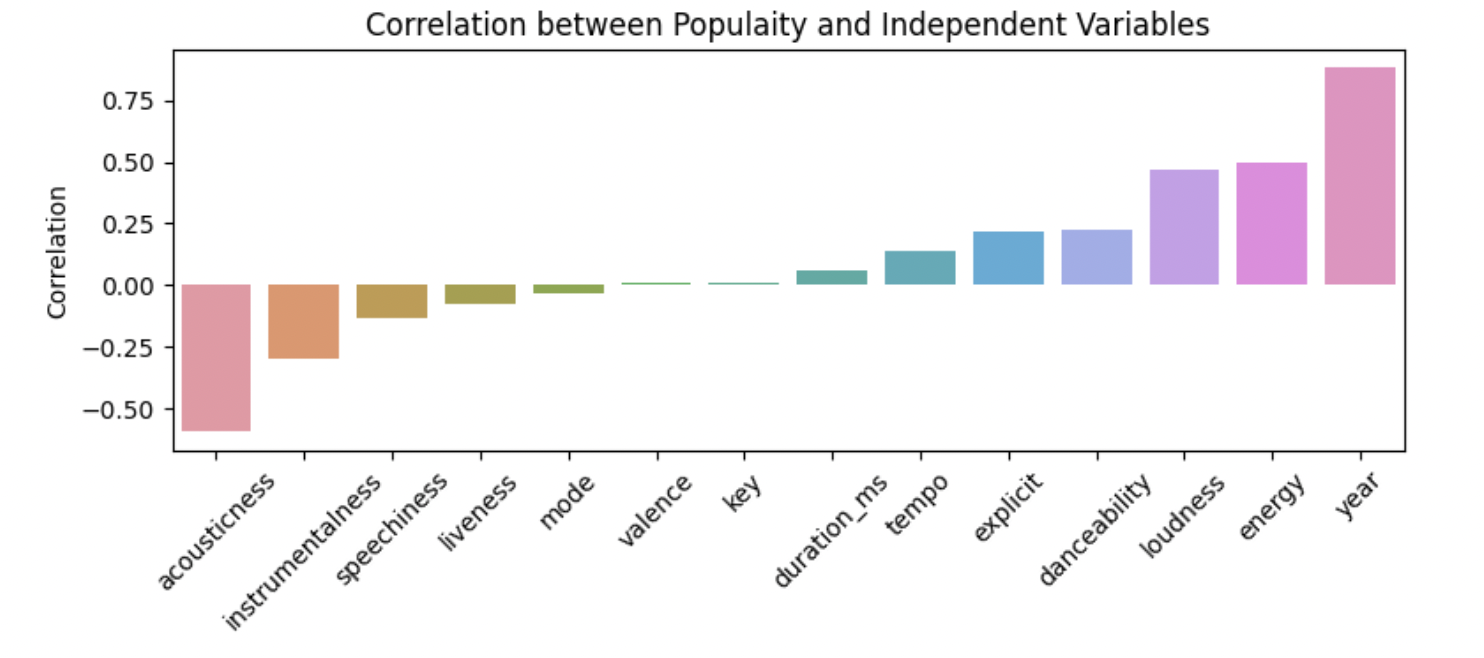 Correlation between Populaity and Independent Variables
Correlation
0.75
0.50
0.25
0.00
−0.25
−0.50
acousticness
instrumentalness
speechiness
liveness
mode
valence
key
duration_ms
tempo
explicit
danceability
loudness
energy
year